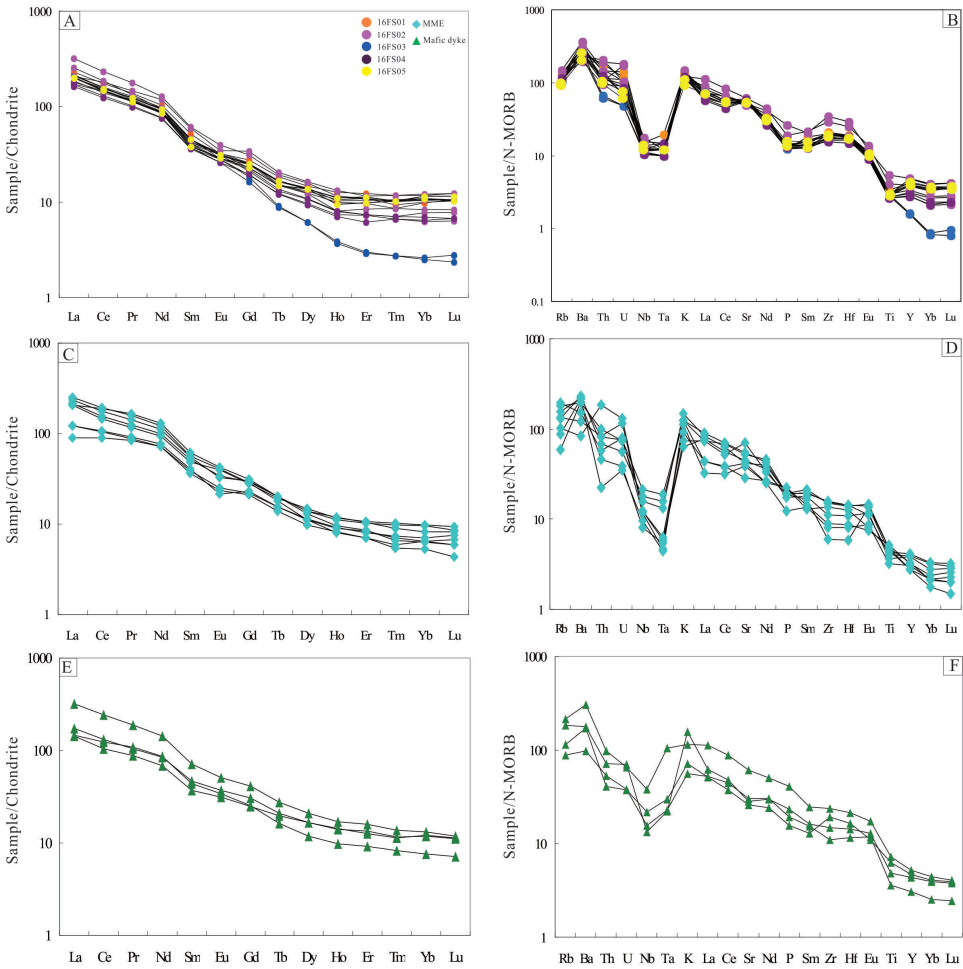 A
1000
100
10
1
Sample/Chondrite
16FS01
16FS02
16FS03
16FS04
16FS05
MME
Mafic dyke
La Ce Pr Nd Sm Eu Gd Tb Dy Ho Er Tm Yb Lu
B
1000
100
10
1
0.1
Sample/N-MORB
Rb Ba Th U Nb Ta K La Ce Sr Nd P Sm Zr Hf Eu Ti Y Yb Lu
C
1000
100
10
1
Sample/Chondrite
La Ce Pr Nd Sm Eu Gd Tb Dy Ho Er Tm Yb Lu
D
1000
100
10
1
Sample/N-MORB
Rb Ba Th U Nb Ta K La Ce Sr Nd P Sm Zr Hf Eu Ti Y Yb Lu
E
1000
100
10
1
Sample/Chondrite
La Ce Pr Nd Sm Eu Gd Tb Dy Ho Er Tm Yb Lu
F
1000
100
10
1
Sample/N-MORB
Rb Ba Th U Nb Ta K La Ce Sr Nd P Sm Zr Hf Eu Ti Y Yb Lu